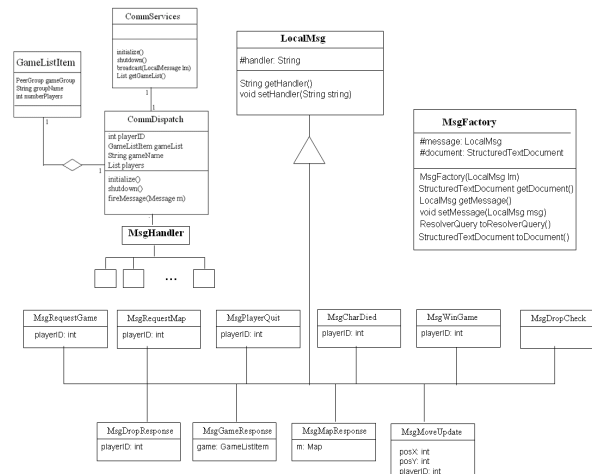 CommServices
initialize()
shutdown()
broadcast(LocalMessage lm)
List getGameList()
1
GameListItem
PeerGroup gameGroup
String groupName
int numberPlayers
1
1
CommDispatch
int playerID
GameListItem gameList
String gameName
List players
initialize()
shutdown()
fireMessage(Message m)
1
MsgHandler
...
LocalMsg
#handler: String
String getHandler()
void setHandler(String string)
MsgFactory
#message: LocalMsg
#document: StructuredTextDocument
MsgFactory(LocalMsg lm)
StructuredTextDocument getDocument()
LocalMsg getMessage()
void setMessage(LocalMsg msg)
ResolverQuery toResolverQuery()
StructuredTextDocument toDocument()
MsgRequestGame
playerID: int
MsgRequestMap
playerID: int
MsgPlayerQuit
playerID: int
MsgCharDied
playerID: int
MsgWinGame
playerID: int
MsgDropCheck
MsgDropResponse
playerID: int
MsgGameResponse
game: GameListItem
MsgMapResponse
m: Map
MsgMoveUpdate
posX: int
posY: int
playerID: int